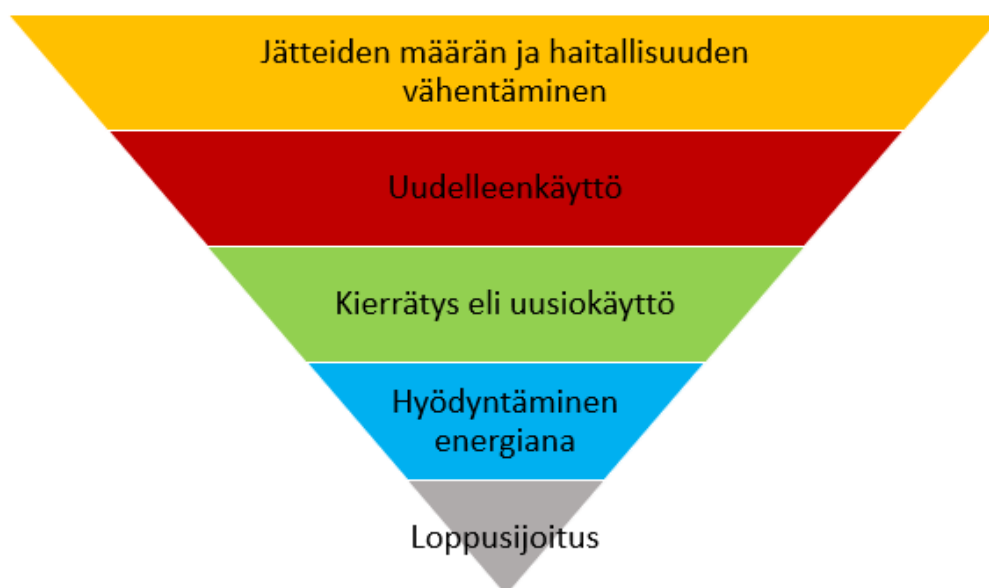 Jätteiden määrän ja haitallisuuden
vähentäminen
Uudelleenkäyttö
Kierrätys eli uusiokäyttö
Hyödyntäminen
energiana
Loppusijoitus